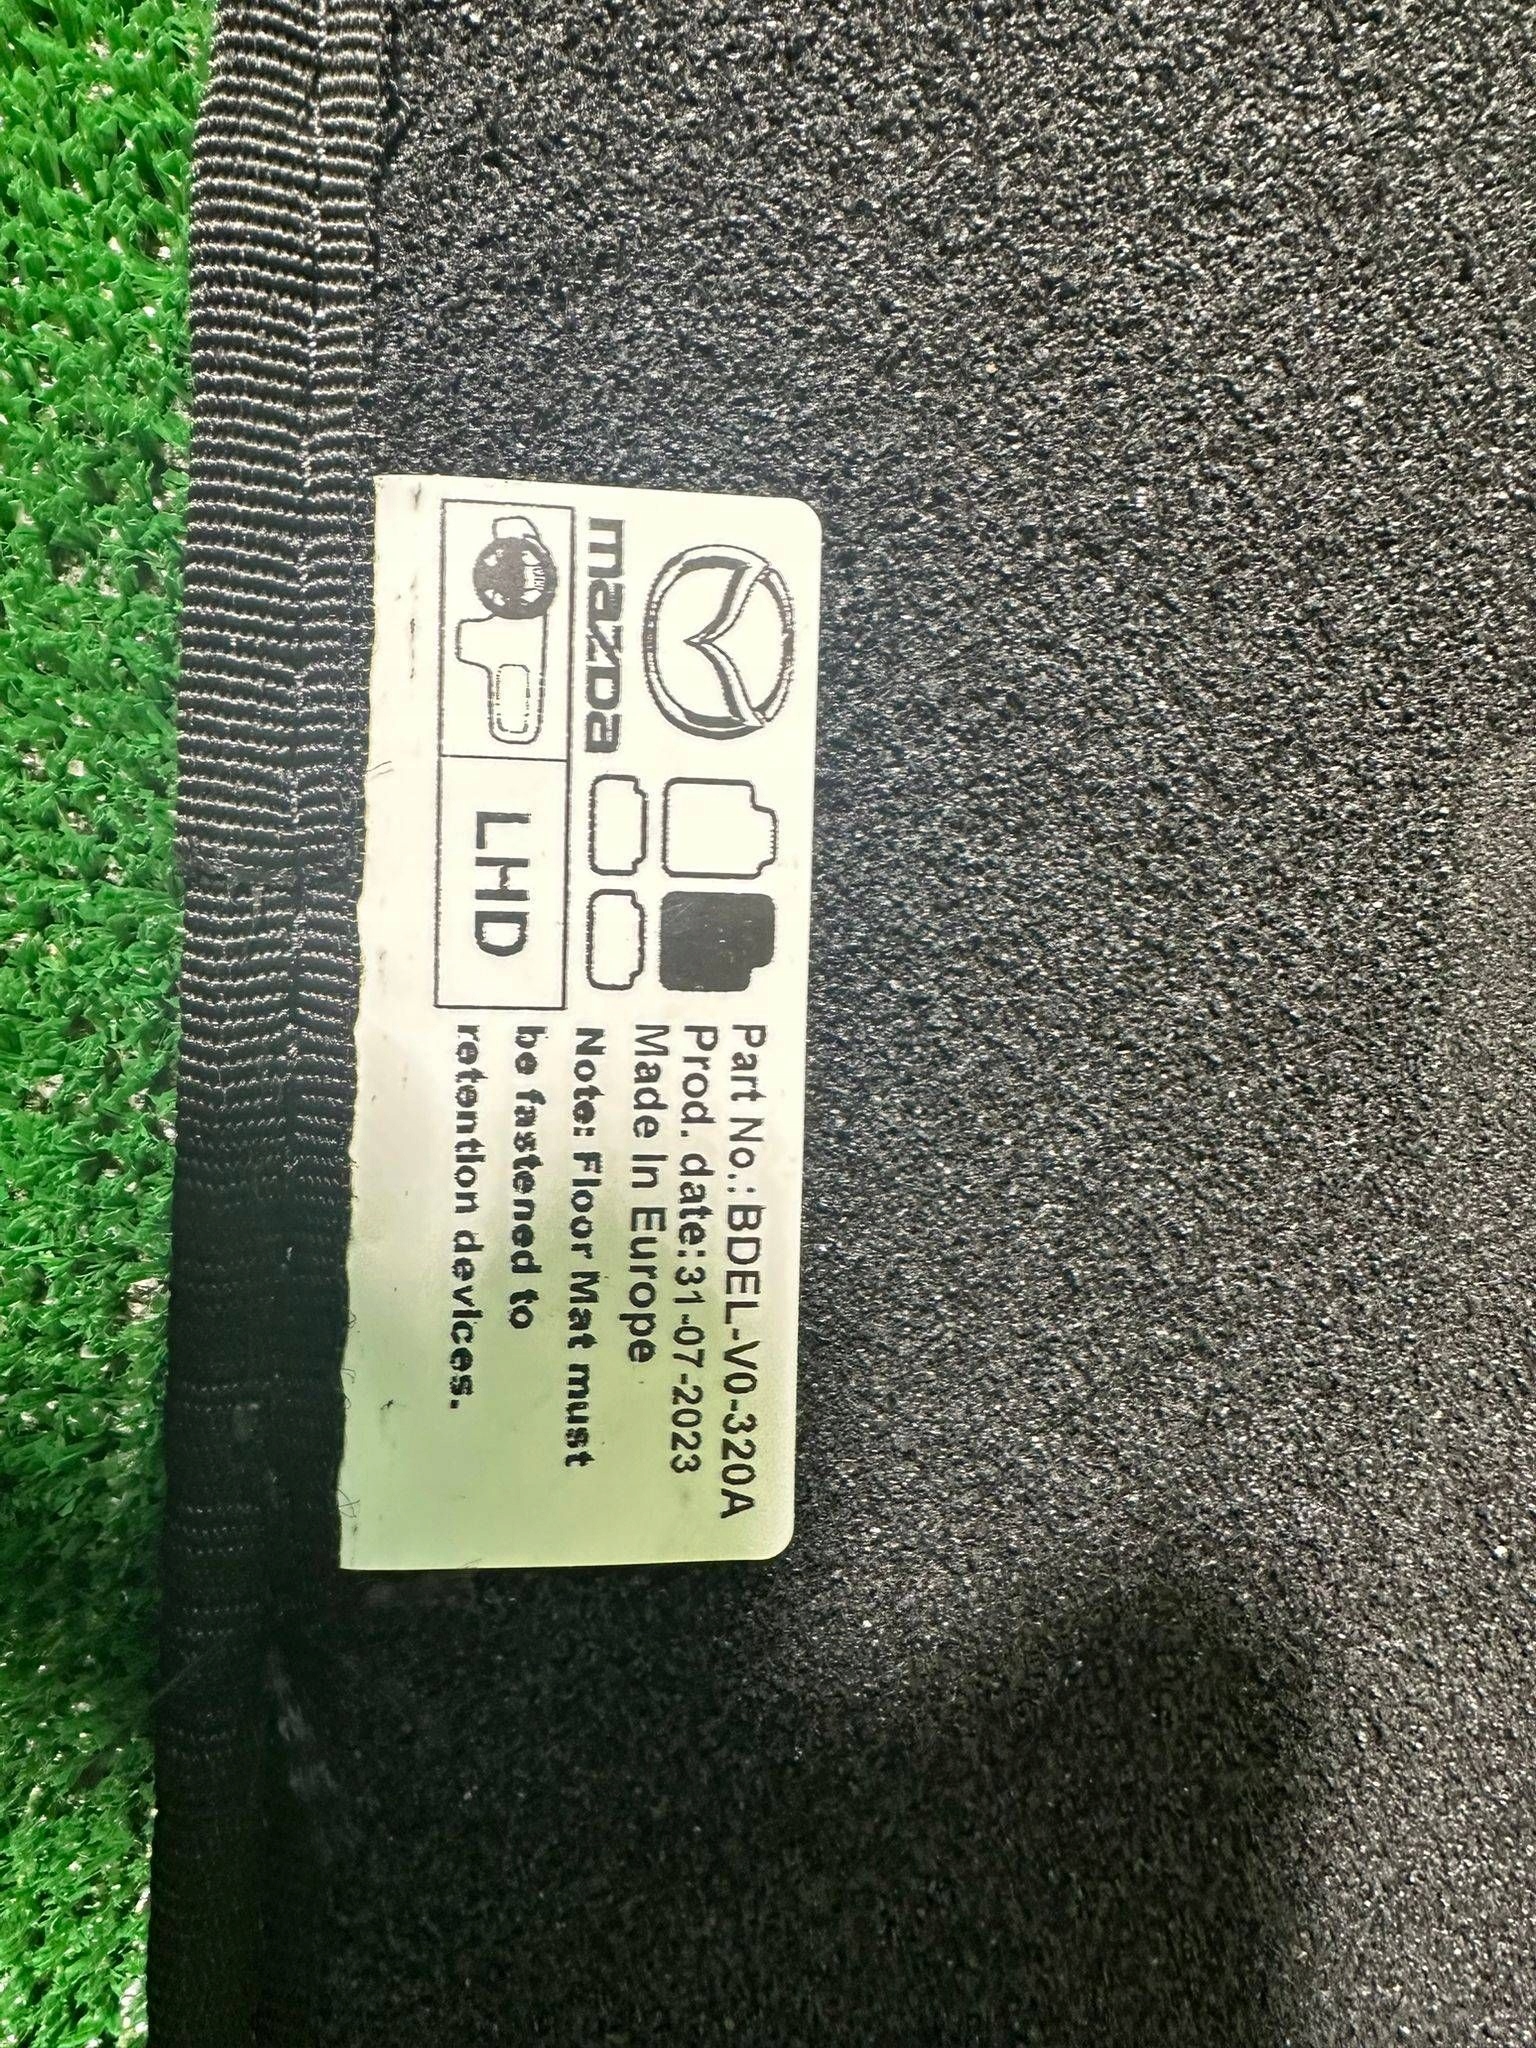 mazda
LHD
Part No.: BDEL-V0-320A
Prod. date: 31-07-2023
Made In Europe
Note: Floor Mat must
be fastened to
retention devices.